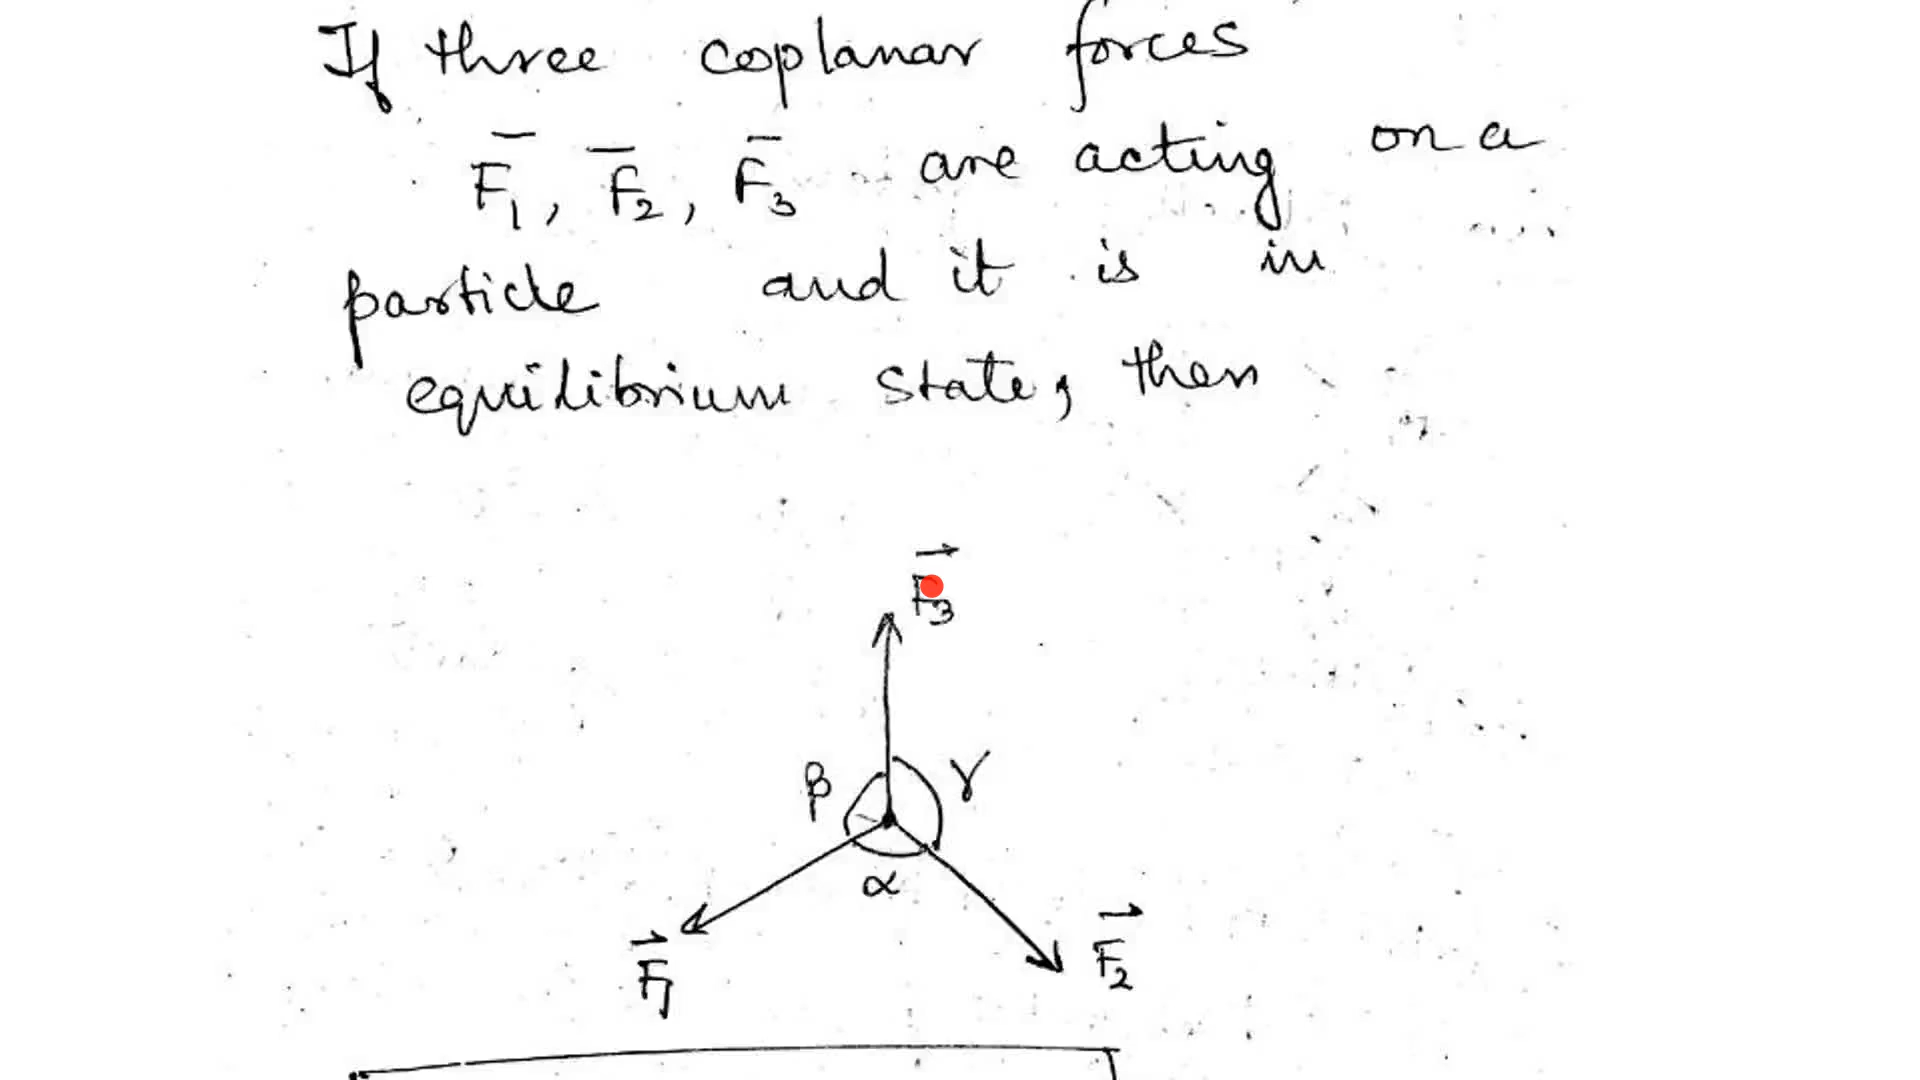 If three coplanar forces
F̅₁, F̅₂, F̅₃ are acting on a
particle and it is in
equilibrium state, then
F⃗₃
β γ
α
F⃗₁ F⃗₂